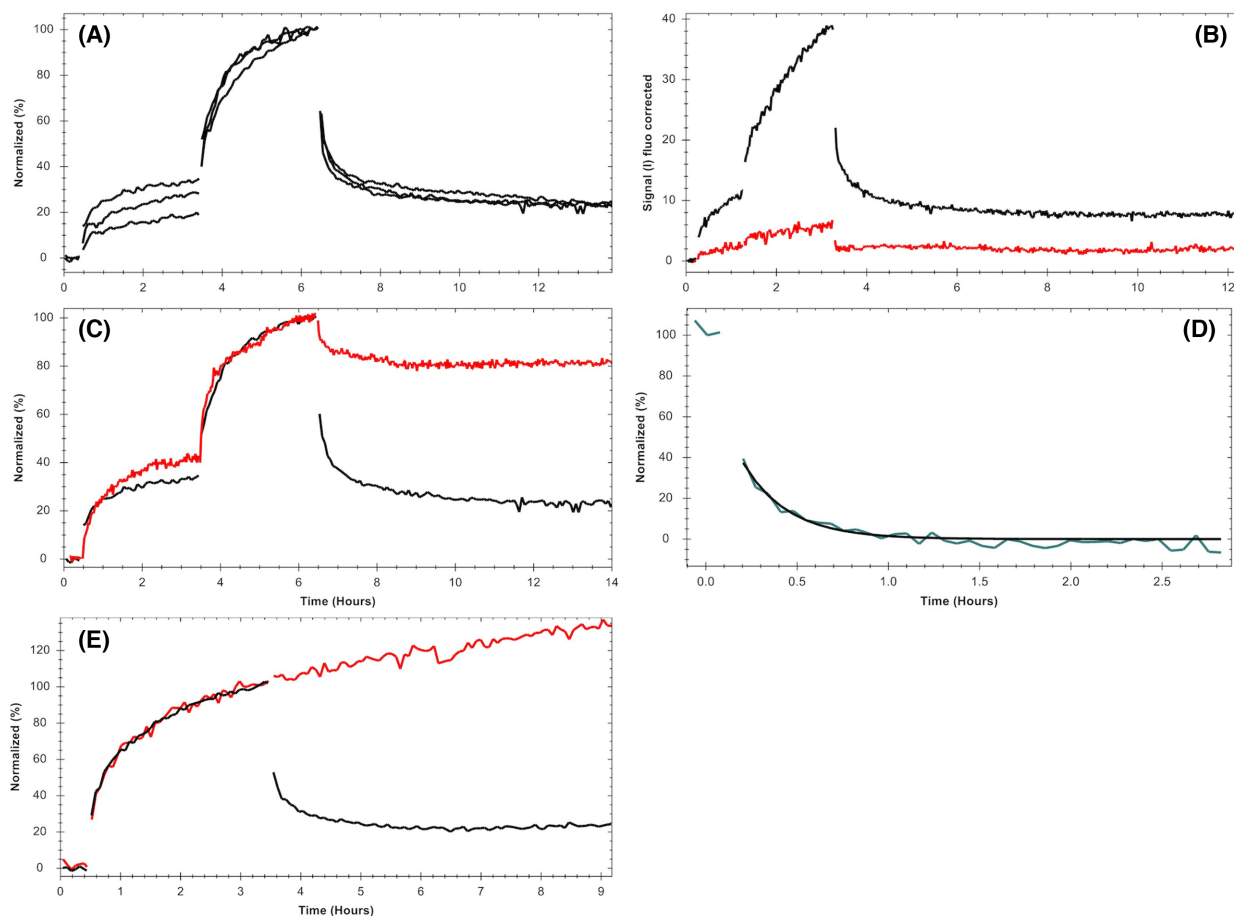 (A)
Normalized (%)
100
80
60
40
20
0
0 2 4 6 8 10 12
(B)
Signal (I) fluo corrected
40
30
20
10
0
0 2 4 6 8 10 12
(C)
Normalized (%)
100
80
60
40
20
0
0 2 4 6 8 10 12 14
Time (Hours)
(D)
Normalized (%)
100
80
60
40
20
0
0.0 0.5 1.0 1.5 2.0 2.5
Time (Hours)
(E)
Normalized (%)
120
100
80
60
40
20
0
0 1 2 3 4 5 6 7 8 9
Time (Hours)